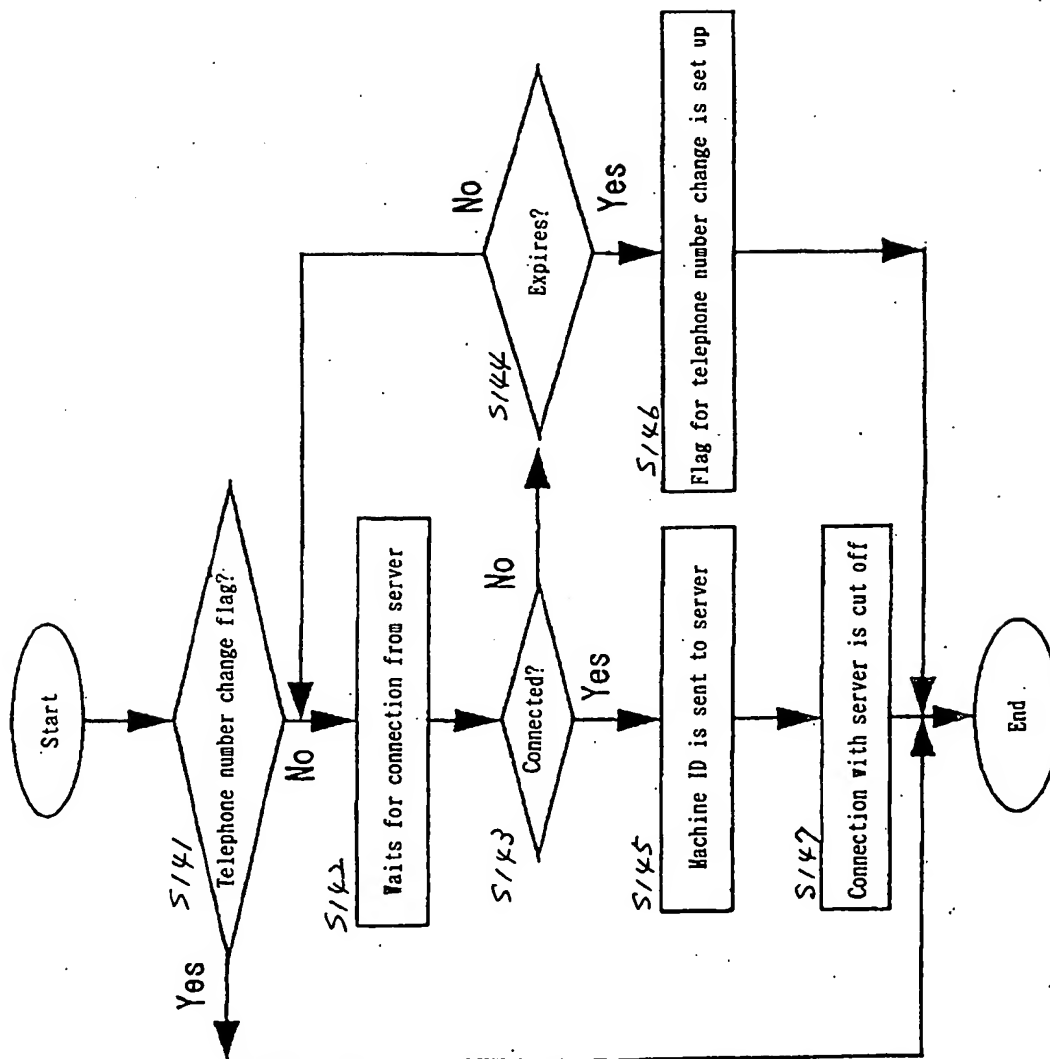 Start
S141
Telephone number change flag?
Yes
No
S142
Waits for connection from server
S143
Connected?
No
Yes
S144
Expires?
No
Yes
S145
Machine ID is sent to server
S146
Flag for telephone number change is set up
S147
Connection with server is cut off
End